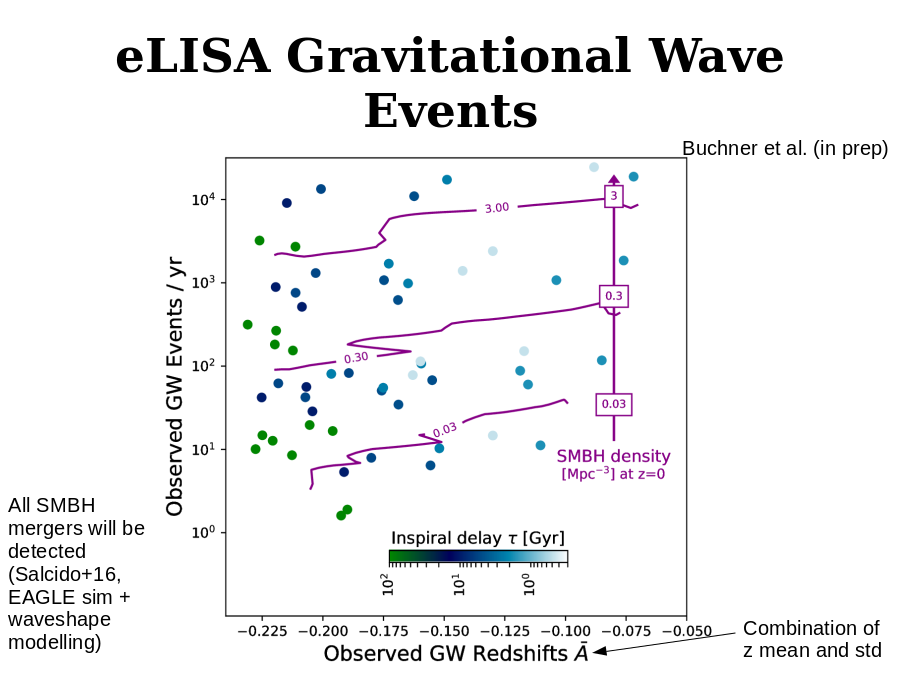 eLISA Gravitational Wave
Events
Buchner et al. (in prep)
Observed GW Events / yr
10⁴
10³
10²
10¹
10⁰
3.00
0.30
0.03
3
0.3
0.03
SMBH density
[Mpc⁻³] at z=0
Inspiral delay τ [Gyr]
10² 10¹ 10⁰
−0.225 −0.200 −0.175 −0.150 −0.125 −0.100 −0.075 −0.050
Observed GW Redshifts Ā
All SMBH
mergers will be
detected
(Salcido+16,
EAGLE sim +
waveshape
modelling)
Combination of
z mean and std